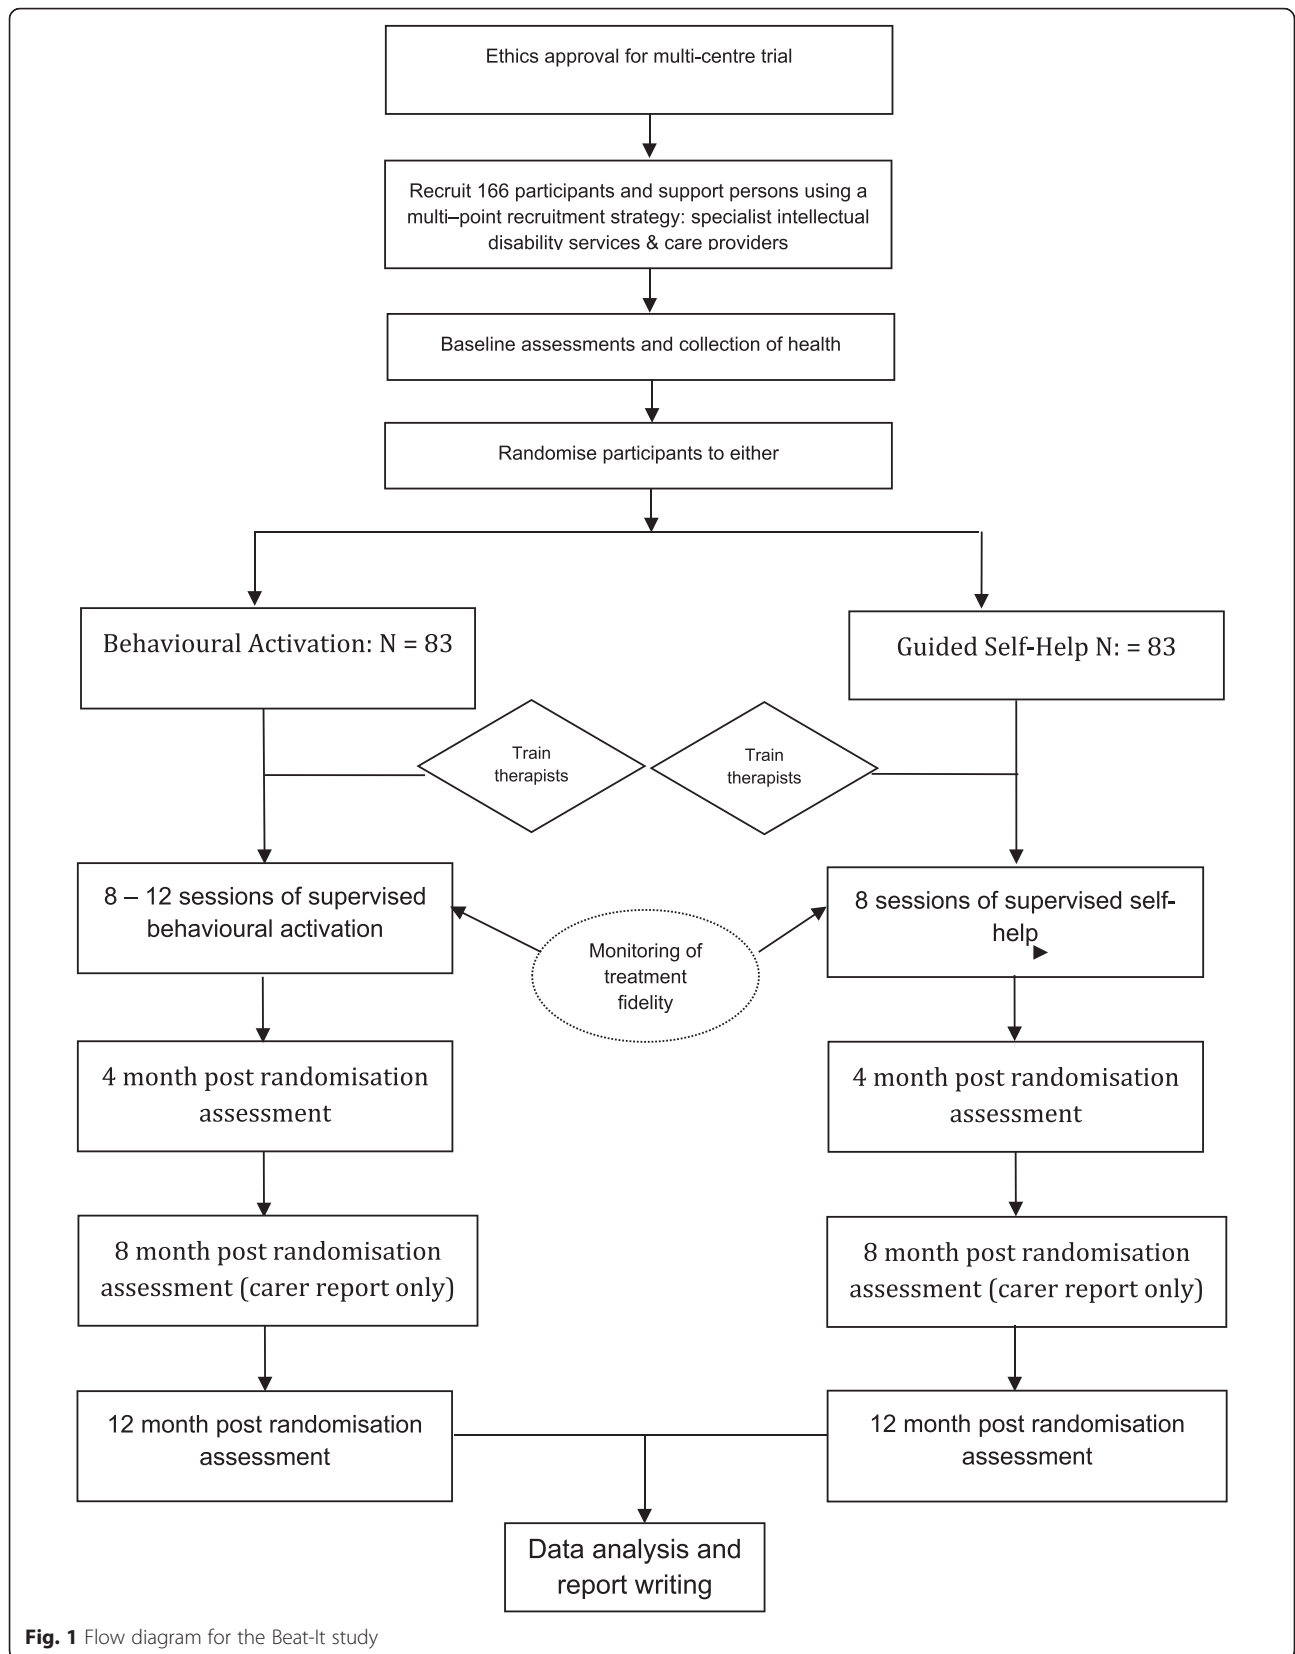 Ethics approval for multi-centre trial
Recruit 166 participants and support persons using a
multi–point recruitment strategy: specialist intellectual
disability services & care providers
Baseline assessments and collection of health
Randomise participants to either
Behavioural Activation: N = 83
Guided Self-Help N: = 83
Train
therapists
Train
therapists
8 – 12 sessions of supervised
behavioural activation
Monitoring of
treatment
fidelity
8 sessions of supervised self-
help
4 month post randomisation
assessment
4 month post randomisation
assessment
8 month post randomisation
assessment (carer report only)
8 month post randomisation
assessment (carer report only)
12 month post randomisation
assessment
12 month post randomisation
assessment
Data analysis and
report writing
Fig. 1 Flow diagram for the Beat-It study